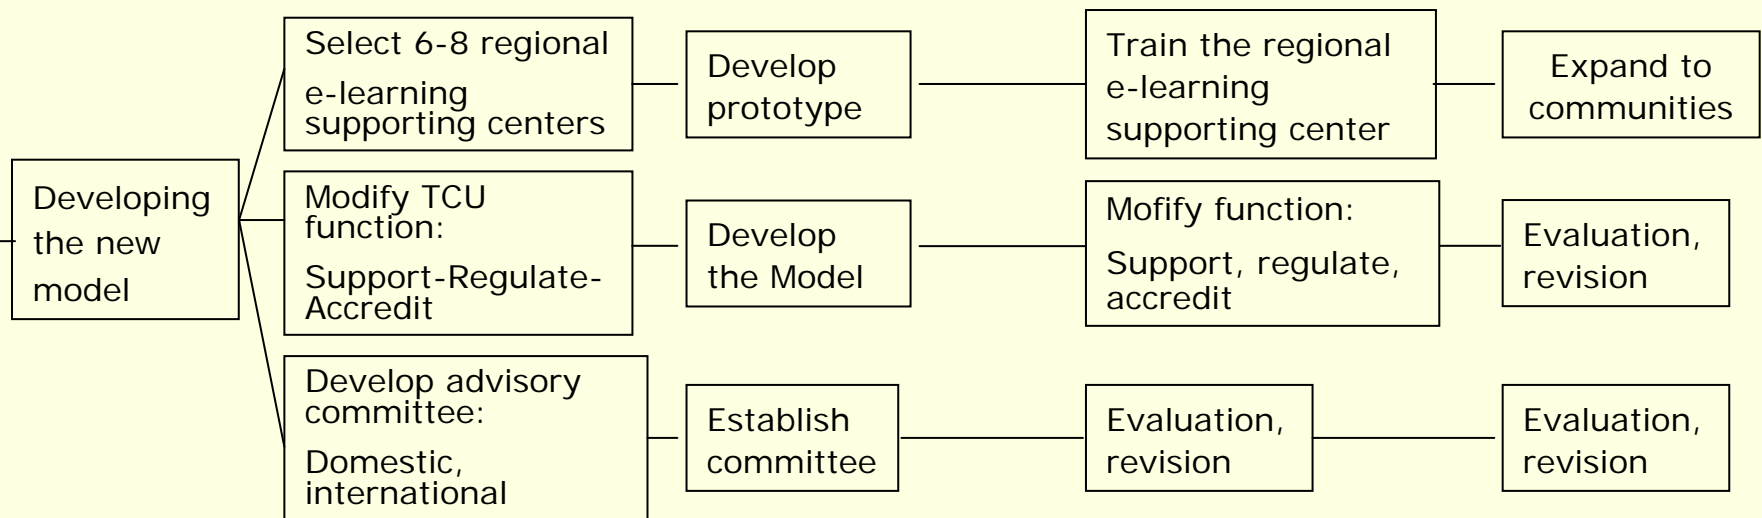 Developing
the new
model
Select 6-8 regional
e-learning
supporting centers
Develop
prototype
Train the regional
e-learning
supporting center
Expand to
communities
Modify TCU
function:
Support-Regulate-
Accredit
Develop
the Model
Mofify function:
Support, regulate,
accredit
Evaluation,
revision
Develop advisory
committee:
Domestic,
international
Establish
committee
Evaluation,
revision
Evaluation,
revision